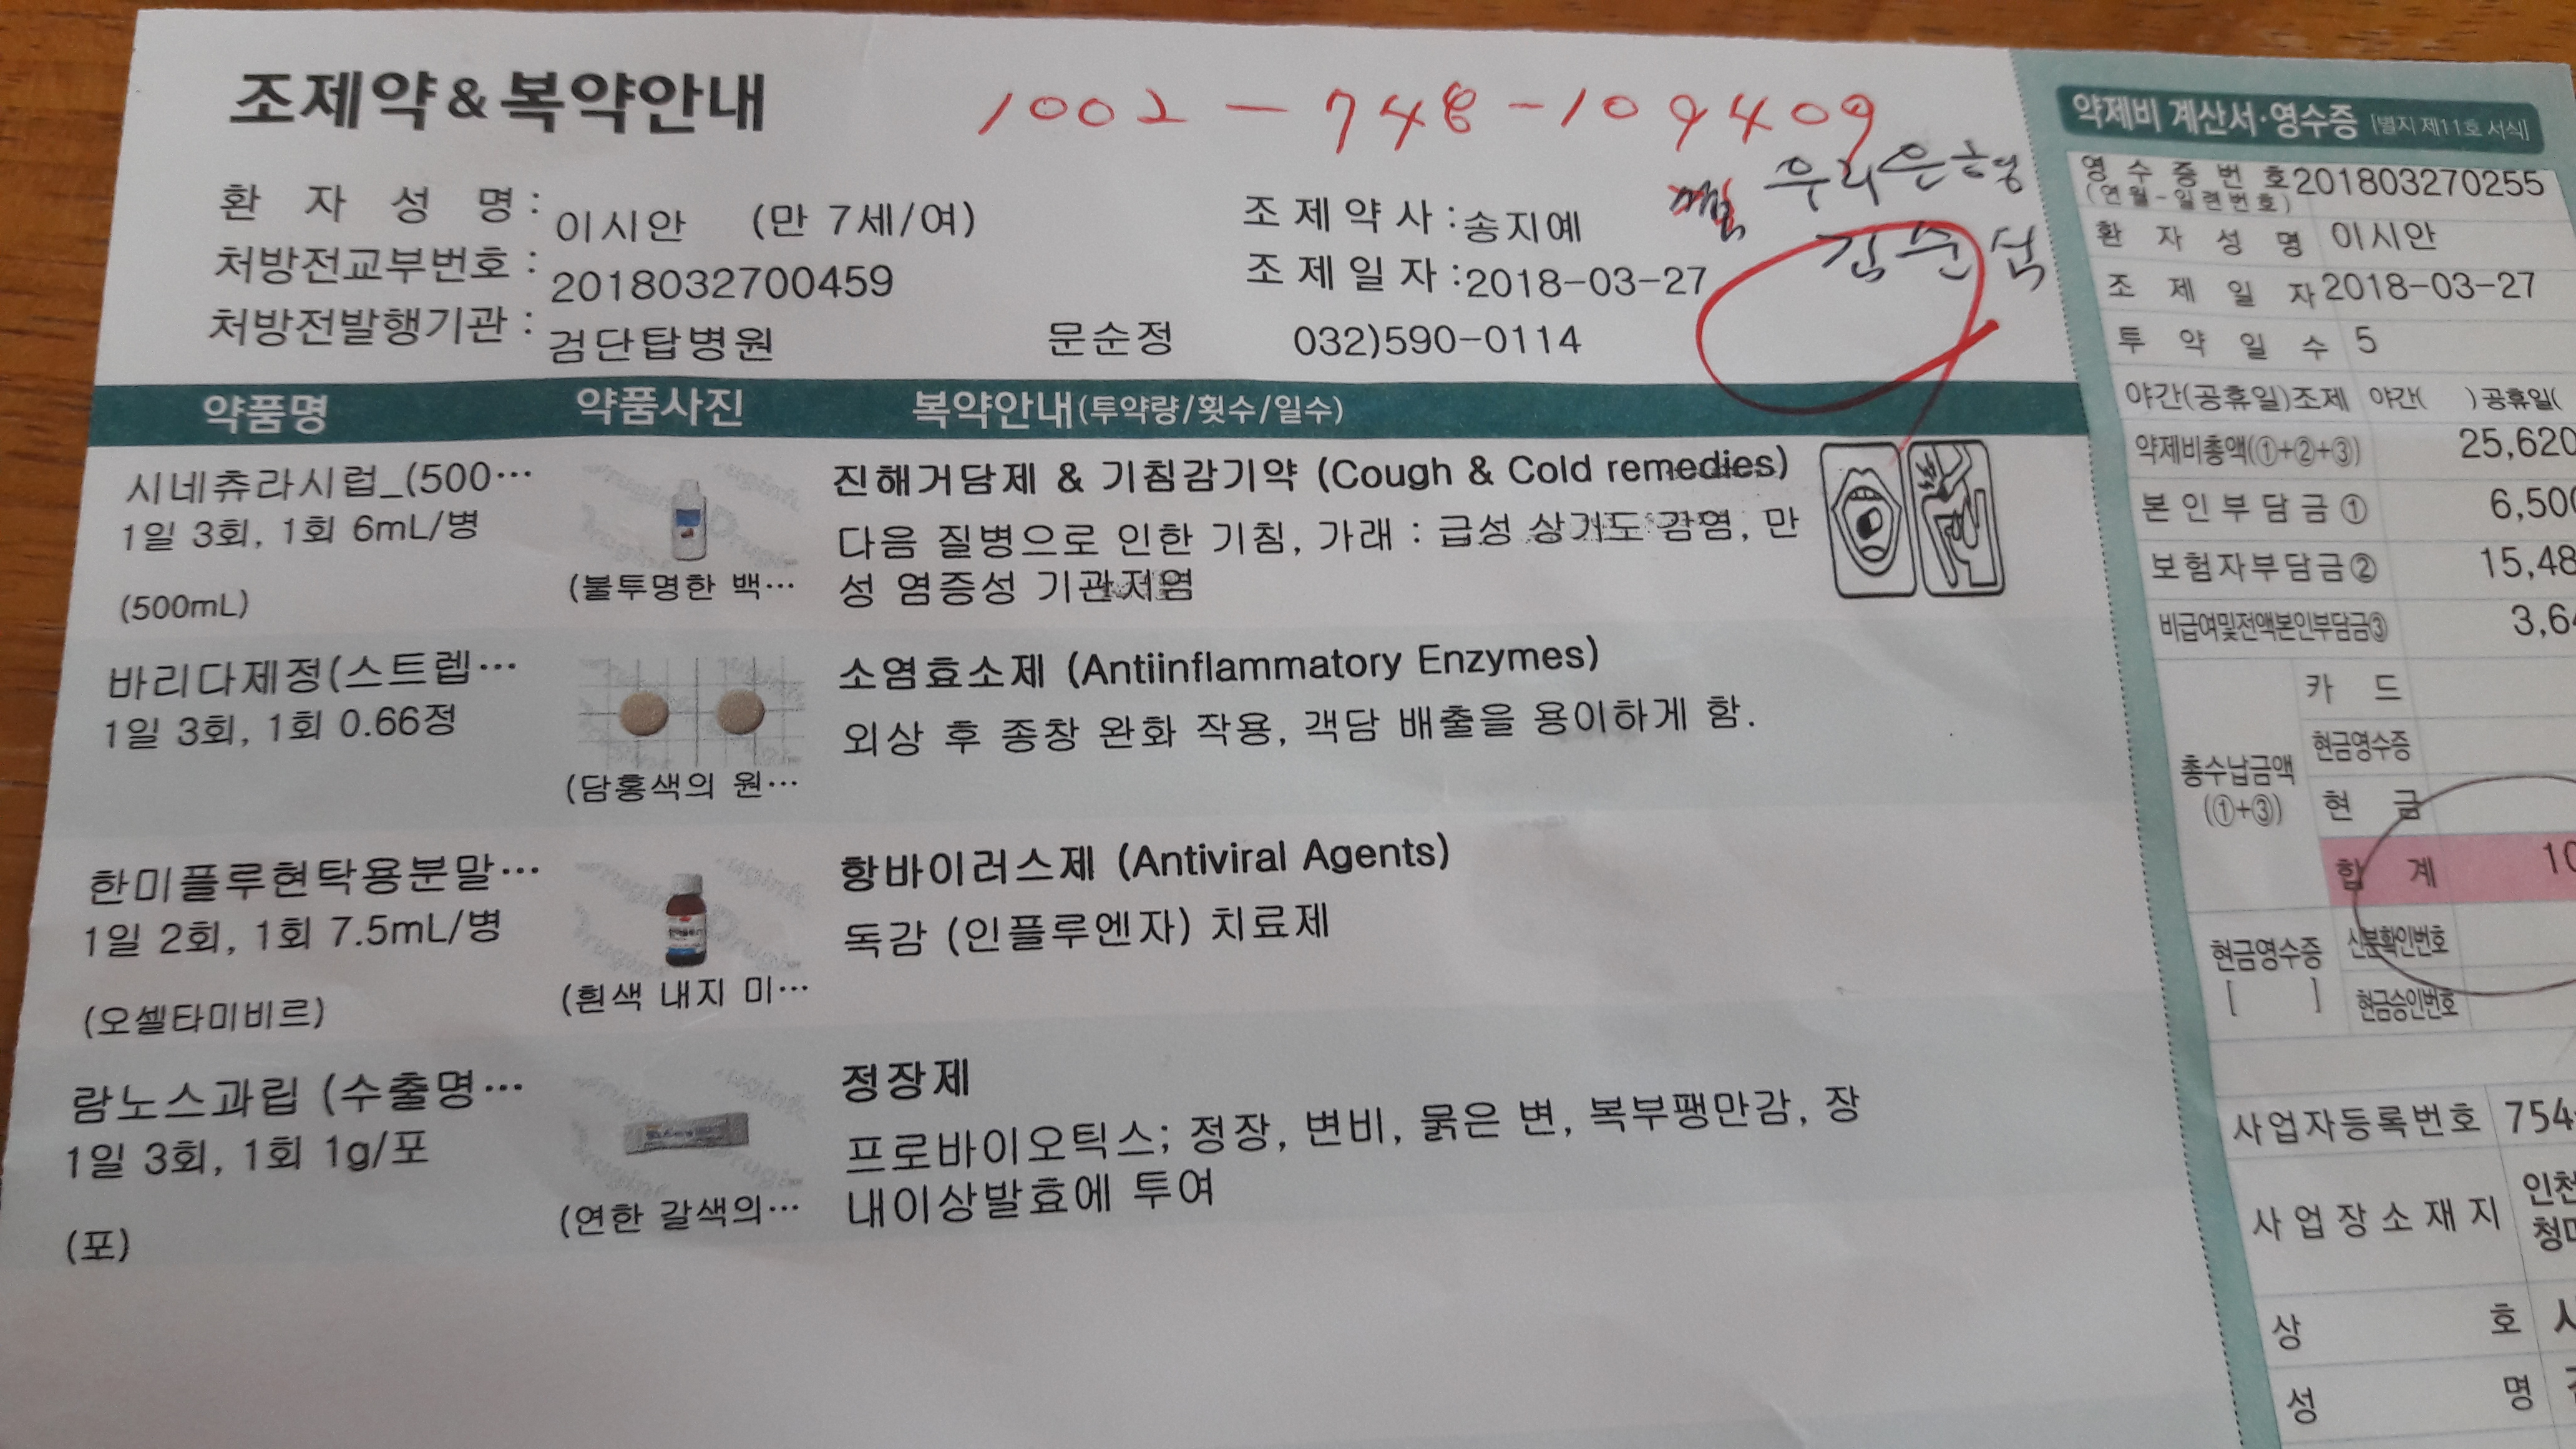 조제약&복약안내
1002-748-109409
우리은행
김순석
환자성명: 이시안 (만 7세/여)
조제약사:송지예
처방전교부번호: 2018032700459
조제일자:2018-03-27
처방전발행기관: 검단탑병원 문순정 032)590-0114
약품명 약품사진 복약안내(투약량/횟수/일수)
시네츄라시럽_(500…
1일 3회, 1회 6mL/병
(500mL)
(불투명한 백…
진해거담제 & 기침감기약 (Cough & Cold remedies)
다음 질병으로 인한 기침, 가래 : 급성 상기도 감염, 만
성 염증성 기관지염
바리다제정(스트렙…
1일 3회, 1회 0.66정
(담홍색의 원…
소염효소제 (Antiinflammatory Enzymes)
외상 후 종창 완화 작용, 객담 배출을 용이하게 함.
한미플루현탁용분말…
1일 2회, 1회 7.5mL/병
(오셀타미비르)
(흰색 내지 미…
항바이러스제 (Antiviral Agents)
독감 (인플루엔자) 치료제
람노스과립 (수출명…
1일 3회, 1회 1g/포
(포)
(연한 갈색의…
정장제
프로바이오틱스; 정장, 변비, 묽은 변, 복부팽만감, 장
내이상발효에 투여
약제비 계산서·영수증 [별지 제11호 서식]
영수증번호 201803270255
(연월-일련번호)
환자성명 이시안
조제일자 2018-03-27
투약일수 5
야간(공휴일)조제 야간( )공휴일(
약제비총액(①+②+③) 25,620
본인부담금① 6,500
보험자부담금② 15,48
비급여및전액본인부담금③ 3,64
총수납금액
(①+③)
카드
현금영수증
현금
합계 10
현금영수증
[ ]
신분확인번호
현금승인번호
사업자등록번호 754
사업장소재지 인천
상호
성명